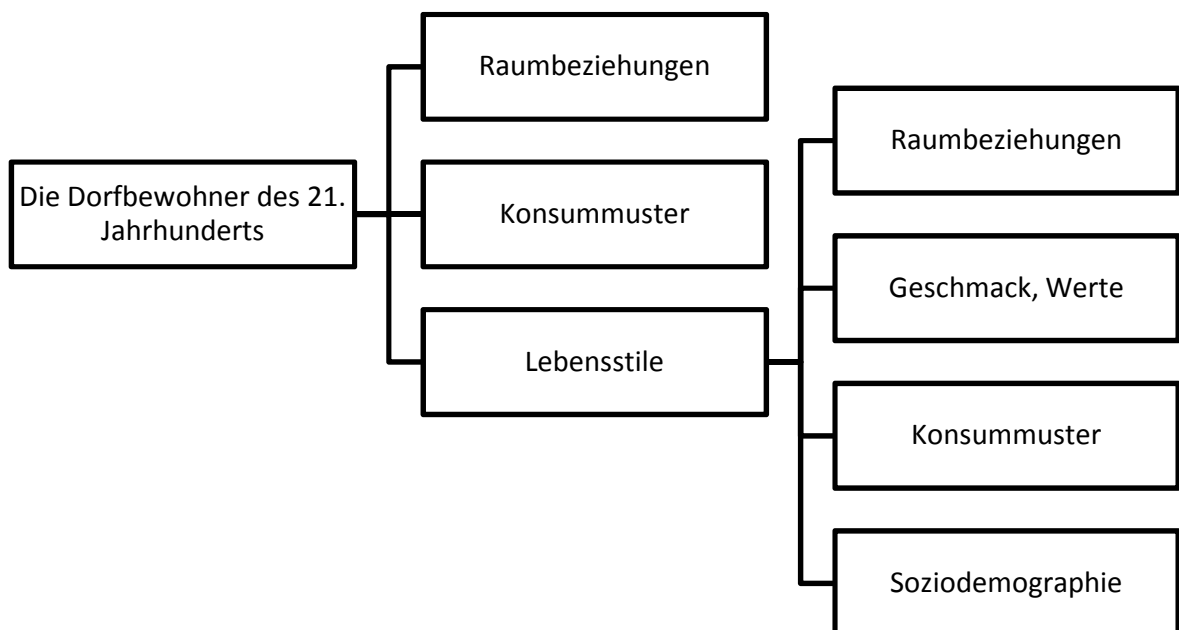 Die Dorfbewohner des 21.
Jahrhunderts
Raumbeziehungen
Konsummuster
Lebensstile
Raumbeziehungen
Geschmack, Werte
Konsummuster
Soziodemographie